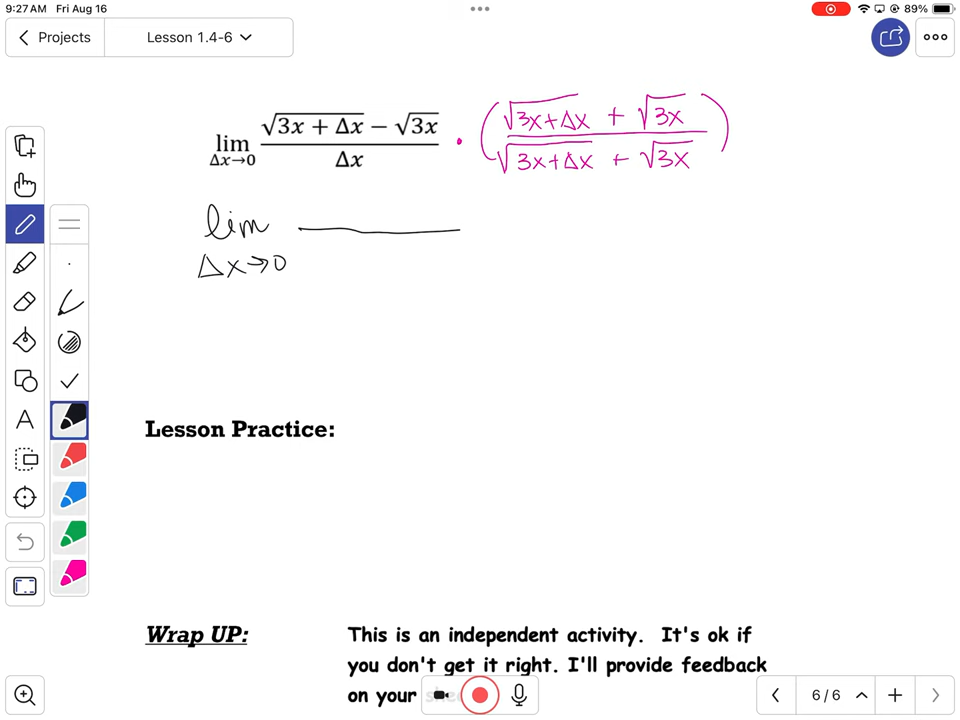 9:27 AM Fri Aug 16 89%
Projects Lesson 1.4-6
lim Δx→0 (√(3x + Δx) − √(3x))/Δx · ( (√(3x+Δx) + √(3x))/(√(3x+Δx) + √(3x)) )
lim
Δx→0
A
Lesson Practice:
Wrap UP: This is an independent activity. It's ok if
you don't get it right. I'll provide feedback
on your
6 / 6